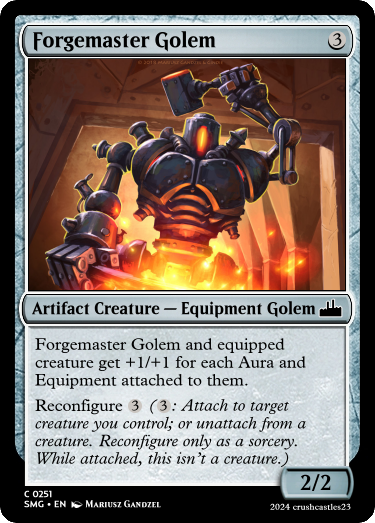 Forgemaster Golem 3
Artifact Creature — Equipment Golem
Forgemaster Golem and equipped
creature get +1/+1 for each Aura and
Equipment attached to them.
Reconfigure 3 (3: Attach to target
creature you control; or unattach from a
creature. Reconfigure only as a sorcery.
While attached, this isn't a creature.)
2/2
C 0251
SMG • EN Mariusz Gandzel
2024 crushcastles23